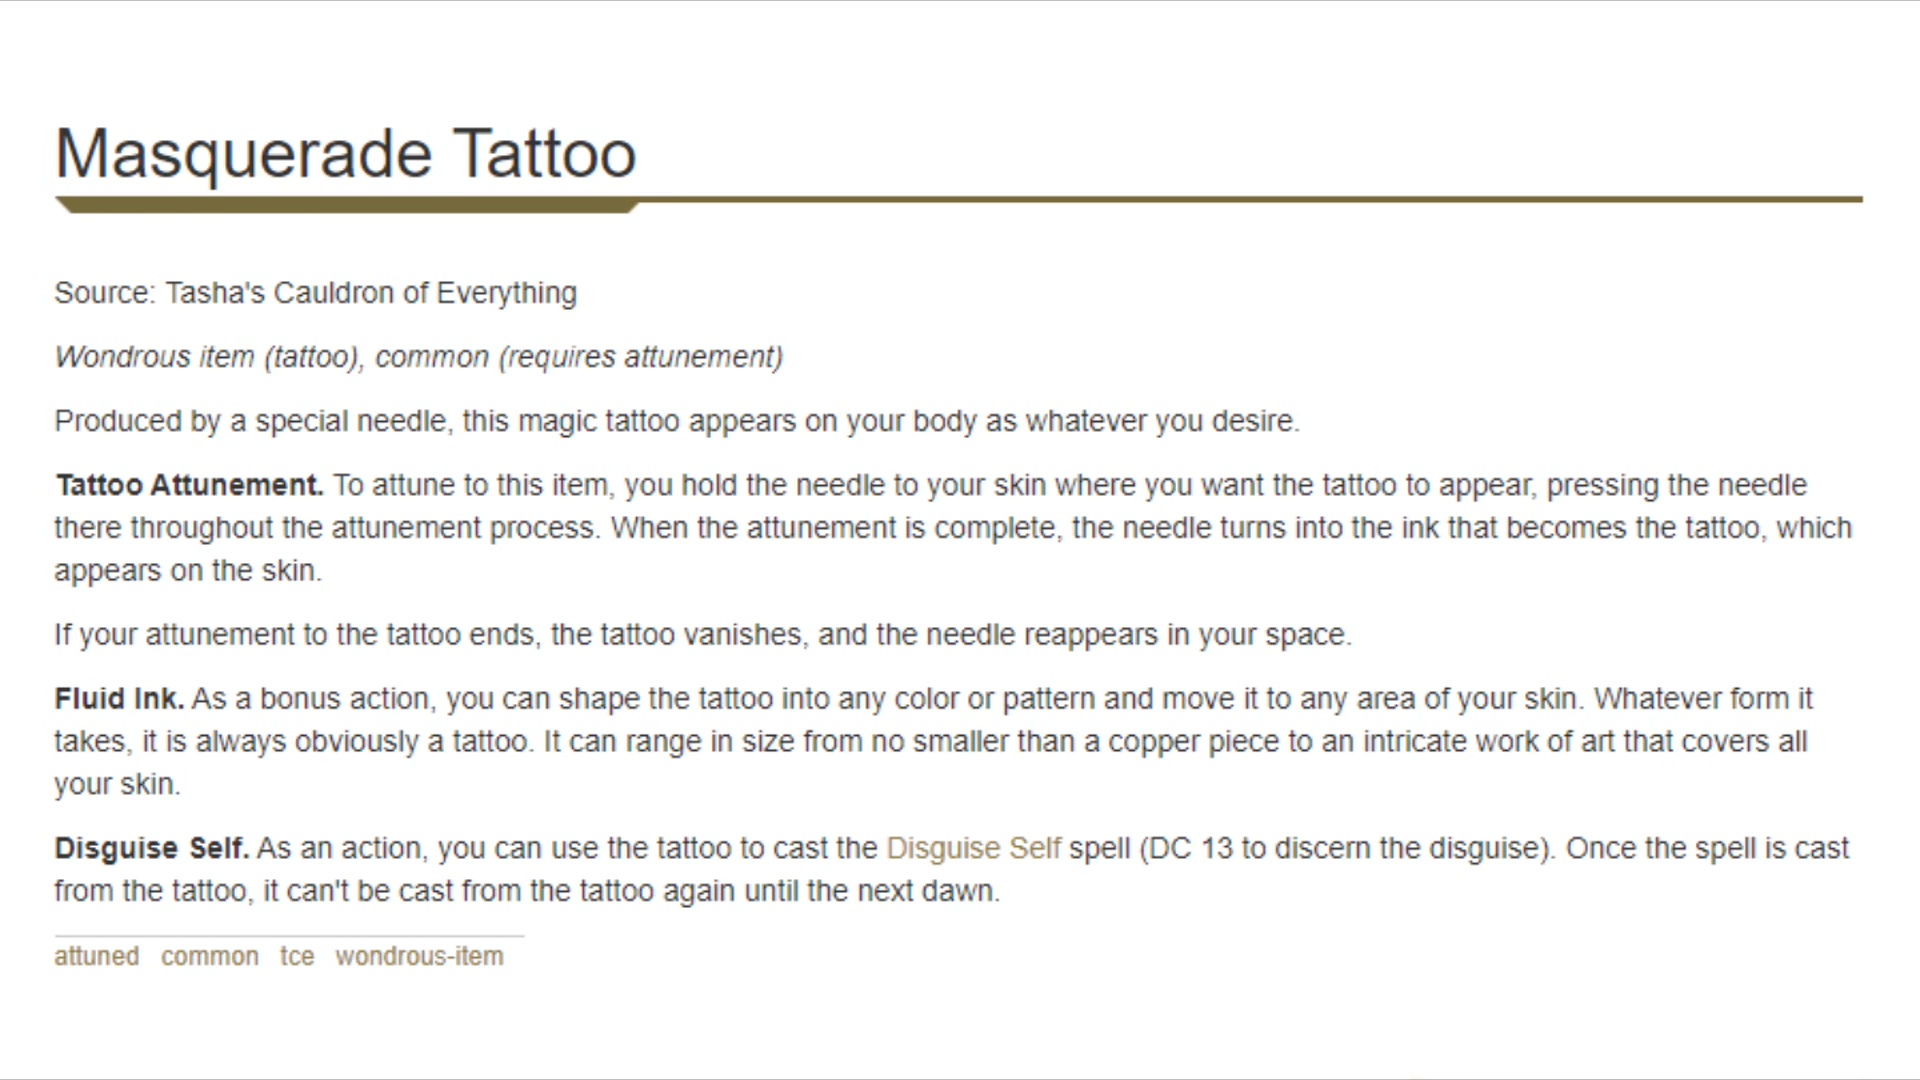 Masquerade Tattoo
Source: Tasha's Cauldron of Everything
Wondrous item (tattoo), common (requires attunement)
Produced by a special needle, this magic tattoo appears on your body as whatever you desire.
Tattoo Attunement. To attune to this item, you hold the needle to your skin where you want the tattoo to appear, pressing the needle
there throughout the attunement process. When the attunement is complete, the needle turns into the ink that becomes the tattoo, which
appears on the skin.
If your attunement to the tattoo ends, the tattoo vanishes, and the needle reappears in your space.
Fluid Ink. As a bonus action, you can shape the tattoo into any color or pattern and move it to any area of your skin. Whatever form it
takes, it is always obviously a tattoo. It can range in size from no smaller than a copper piece to an intricate work of art that covers all
your skin.
Disguise Self. As an action, you can use the tattoo to cast the Disguise Self spell (DC 13 to discern the disguise). Once the spell is cast
from the tattoo, it can't be cast from the tattoo again until the next dawn.
attuned common tce wondrous-item